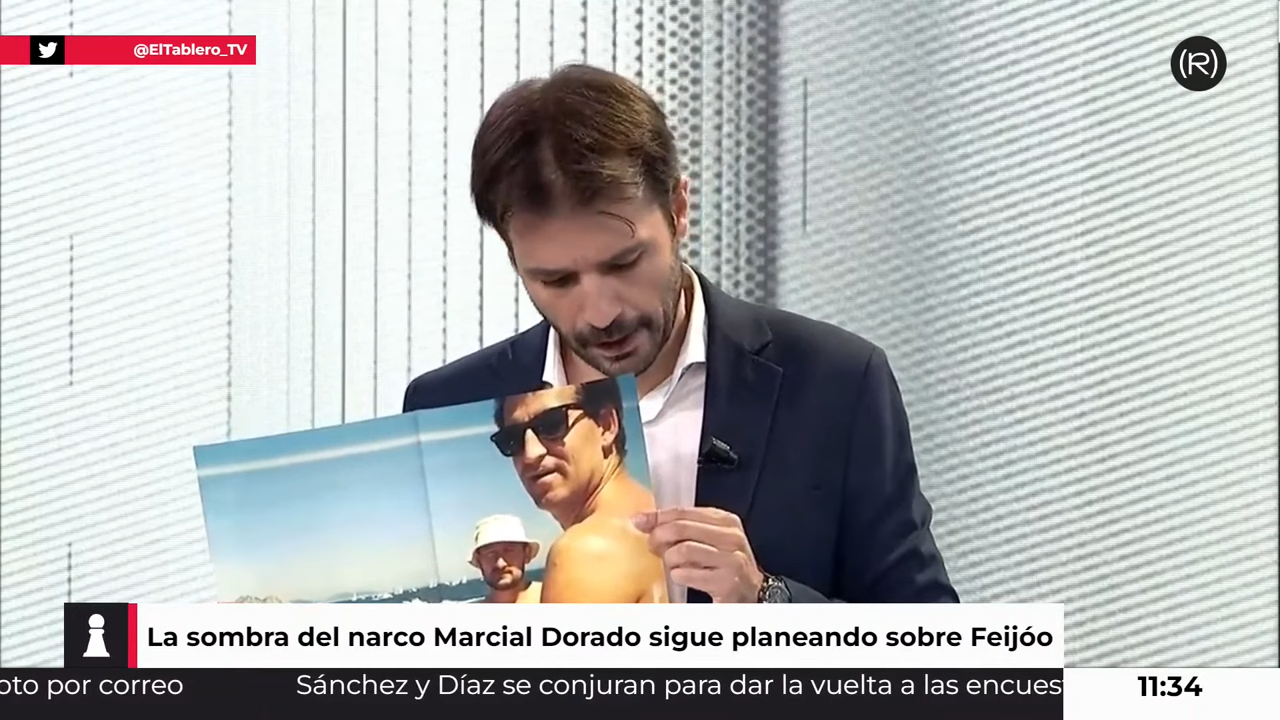 @ElTablero_TV
(R)
La sombra del narco Marcial Dorado sigue planeando sobre Feijóo
oto por correo Sánchez y Díaz se conjuran para dar la vuelta a las encues
11:34